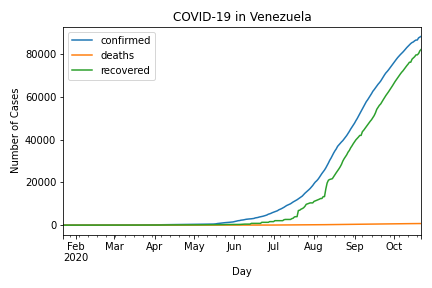 COVID-19 in Venezuela
confirmed
deaths
recovered
Number of Cases
80000
60000
40000
20000
0
Feb Mar Apr May Jun Jul Aug Sep Oct
2020
Day